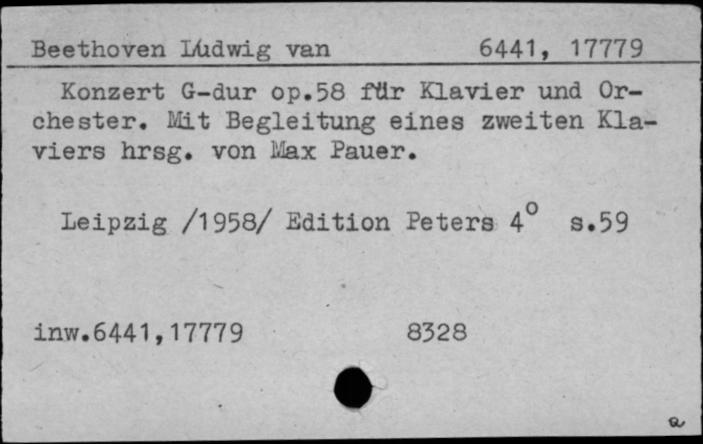 Beethoven Ludwig van 6441, 17779
Konzert G-dur op.58 für Klavier und Or-
chester. Mit Begleitung eines zweiten Kla-
viers hrsg. von Max Pauer.
Leipzig /1958/ Edition Peters 4° s.59
inw.6441,17779 8328